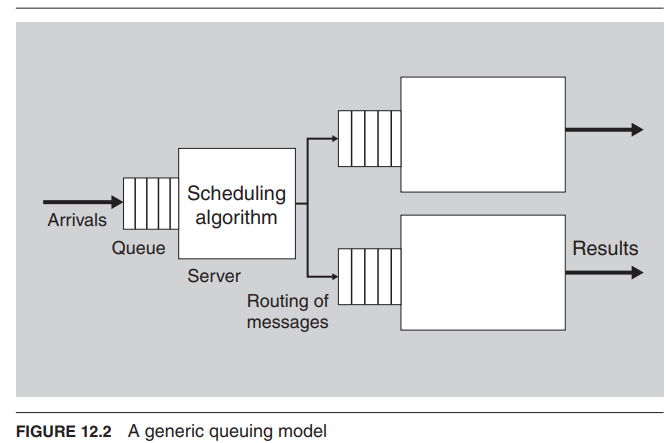 Scheduling
algorithm
Arrivals
Queue
Server
Routing of
messages
Results
FIGURE 12.2 A generic queuing model